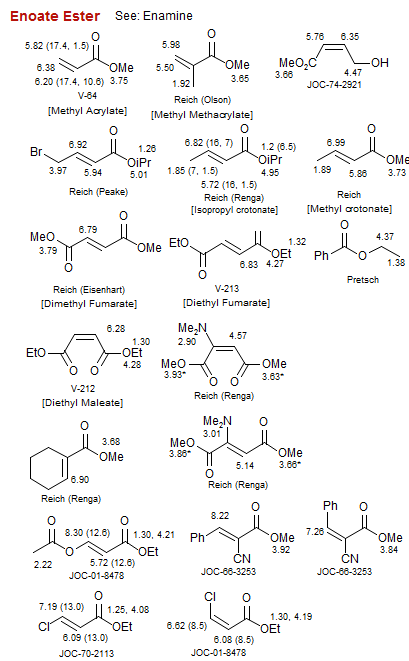 Enoate Ester See: Enamine
5.82 (17.4, 1.5) O
6.38 OMe
6.20 (17.4, 10.6) 3.75
V-64
[Methyl Acrylate]
5.98 O
5.50 OMe
1.92 3.65
Reich (Olson)
[Methyl Methacrylate]
5.76 6.35
MeO₂C OH
3.66 4.47
JOC-74-2921
O
Br 6.92 1.26
OiPr
3.97 5.94 5.01
Reich (Peake)
6.82 (16, 7) O 1.2 (6.5)
OiPr
1.85 (7, 1.5) 4.95
5.72 (16, 1.5)
Reich (Renga)
[Isopropyl crotonate]
6.99 O
OMe
1.89 5.86 3.73
Reich
[Methyl crotonate]
6.79 O
MeO OMe
3.79
O
Reich (Eisenhart)
[Dimethyl Fumarate]
EtO 1.32
OEt
O 6.83 4.27
V-213
[Diethyl Fumarate]
O 4.37
Ph O
1.38
Pretsch
6.28
1.30
EtO OEt
O O 4.28
V-212
[Diethyl Maleate]
Me₂N
2.90 4.57
MeO OMe
3.93* O O 3.63*
Reich (Renga)
O 3.68
OMe
6.90
Reich (Renga)
Me₂N
3.01 O
MeO OMe
3.86* 3.66*
O 5.14
Reich (Renga)
O 8.30 (12.6) O 1.30, 4.21
O OEt
2.22 5.72 (12.6)
JOC-01-8478
8.22 O
Ph OMe
CN 3.92
JOC-66-3253
Ph O
7.26 OMe
CN 3.84
JOC-66-3253
7.19 (13.0) O 1.25, 4.08
Cl OEt
6.09 (13.0)
JOC-70-2113
Cl O 1.30, 4.19
6.62 (8.5) OEt
6.08 (8.5)
JOC-01-8478